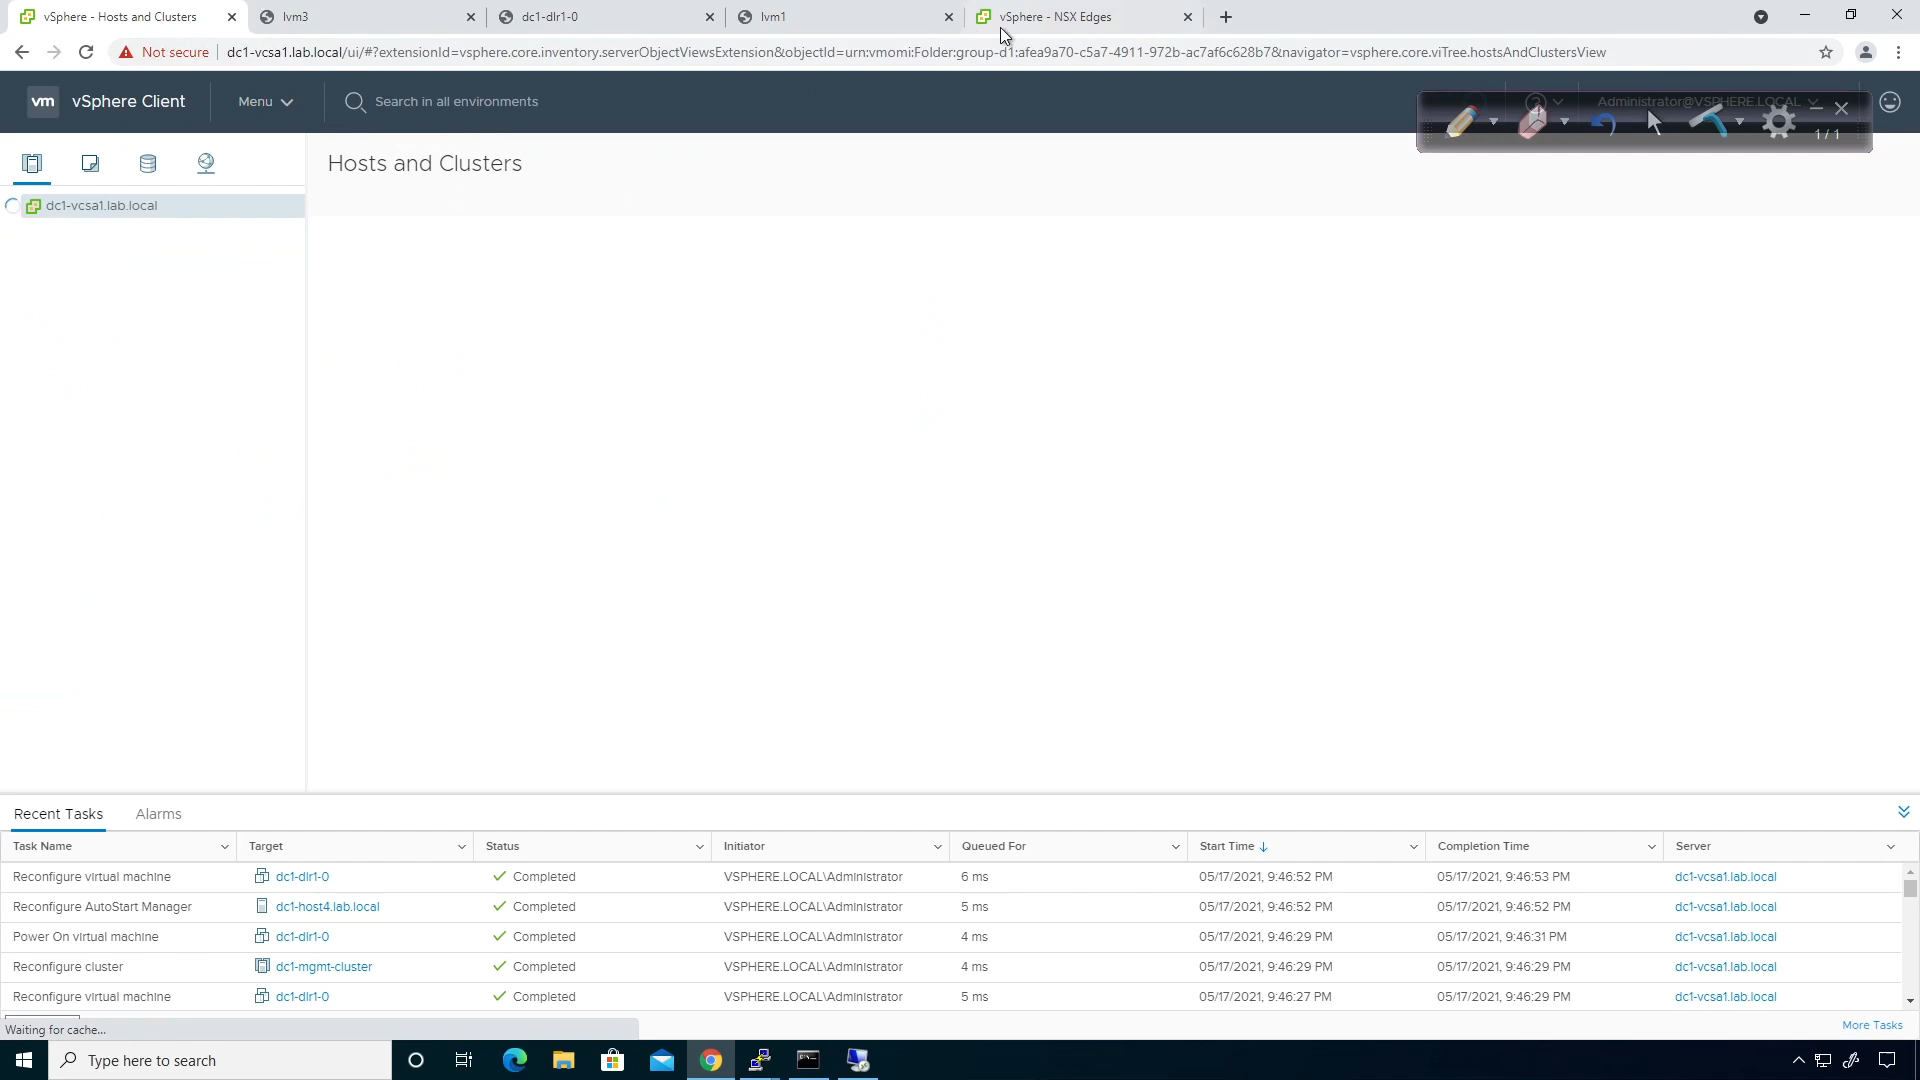 vSphere - Hosts and Clusters
lvm3
dc1-dlr1-0
lvm1
vSphere - NSX Edges
Not secure
dc1-vcsa1.lab.local/ui/#?extensionId=vsphere.core.inventory.serverObjectViewsExtension&objectId=urn:vmomi:Folder:group-d1:afea9a70-c5a7-4911-972b-ac7af6c628b7&navigator=vsphere.core.viTree.hostsAndClustersView
vm vSphere Client
Menu
Search in all environments
Administrator@VSPHERE.LOCAL
1 / 1
dc1-vcsa1.lab.local
Hosts and Clusters
Recent Tasks Alarms
Task Name Target Status Initiator Queued For Start Time Completion Time Server
Reconfigure virtual machine dc1-dlr1-0 Completed VSPHERE.LOCAL\Administrator 6 ms 05/17/2021, 9:46:52 PM 05/17/2021, 9:46:53 PM dc1-vcsa1.lab.local
Reconfigure AutoStart Manager dc1-host4.lab.local Completed VSPHERE.LOCAL\Administrator 5 ms 05/17/2021, 9:46:52 PM 05/17/2021, 9:46:52 PM dc1-vcsa1.lab.local
Power On virtual machine dc1-dlr1-0 Completed VSPHERE.LOCAL\Administrator 4 ms 05/17/2021, 9:46:29 PM 05/17/2021, 9:46:31 PM dc1-vcsa1.lab.local
Reconfigure cluster dc1-mgmt-cluster Completed VSPHERE.LOCAL\Administrator 4 ms 05/17/2021, 9:46:29 PM 05/17/2021, 9:46:29 PM dc1-vcsa1.lab.local
Reconfigure virtual machine dc1-dlr1-0 Completed VSPHERE.LOCAL\Administrator 5 ms 05/17/2021, 9:46:27 PM 05/17/2021, 9:46:29 PM dc1-vcsa1.lab.local
More Tasks
Waiting for cache...
Type here to search